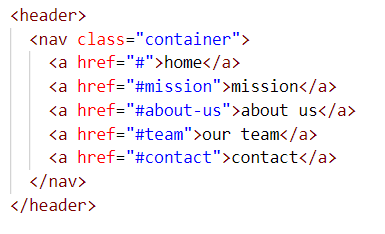 <header>
<nav class="container">
<a href="#">home</a>
<a href="#mission">mission</a>
<a href="#about-us">about us</a>
<a href="#team">our team</a>
<a href="#contact">contact</a>
</nav>
</header>